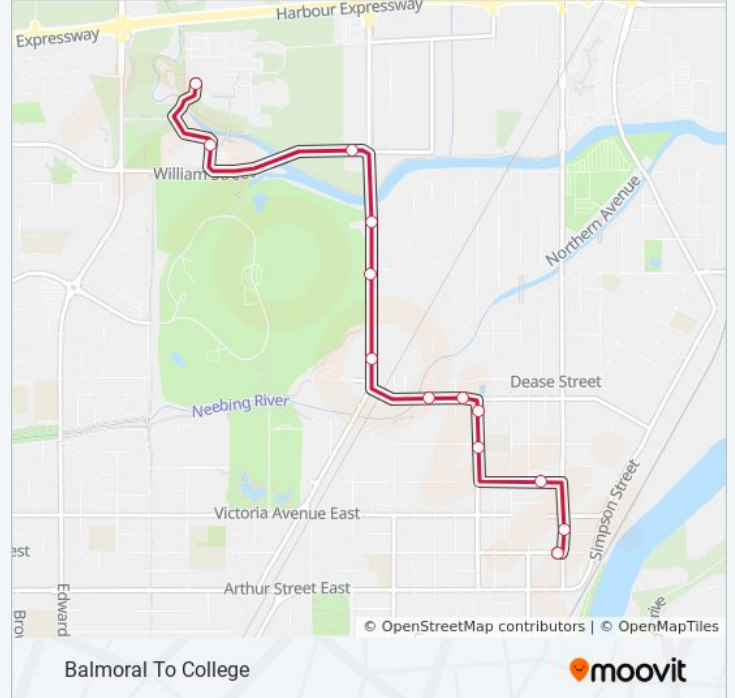 Harbour Expressway
Expressway
William Street
Northern Avenue
Dease Street
Neebing River
Victoria Avenue East
Simpson Street
est
Arthur Street East
Edward
© OpenStreetMap contributors | © OpenMapTiles
Balmoral To College
moovit